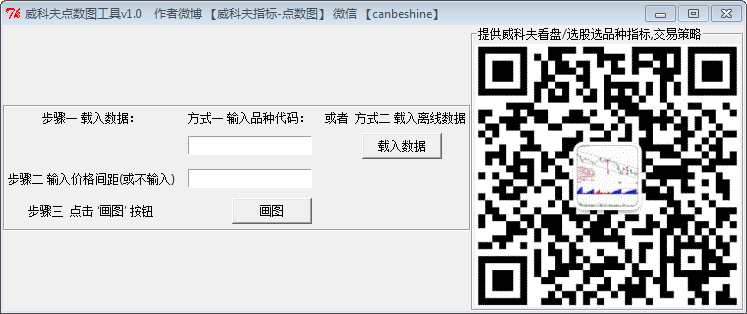 威科夫点数图工具v1.0 作者微博 【威科夫指标-点数图】 微信 【canbeshine】
提供威科夫看盘/选股选品种指标,交易策略
步骤一 载入数据： 方式一 输入品种代码： 或者 方式二 载入离线数据
载入数据
步骤二 输入价格间距(或不输入)
步骤三 点击 '画图' 按钮 画图